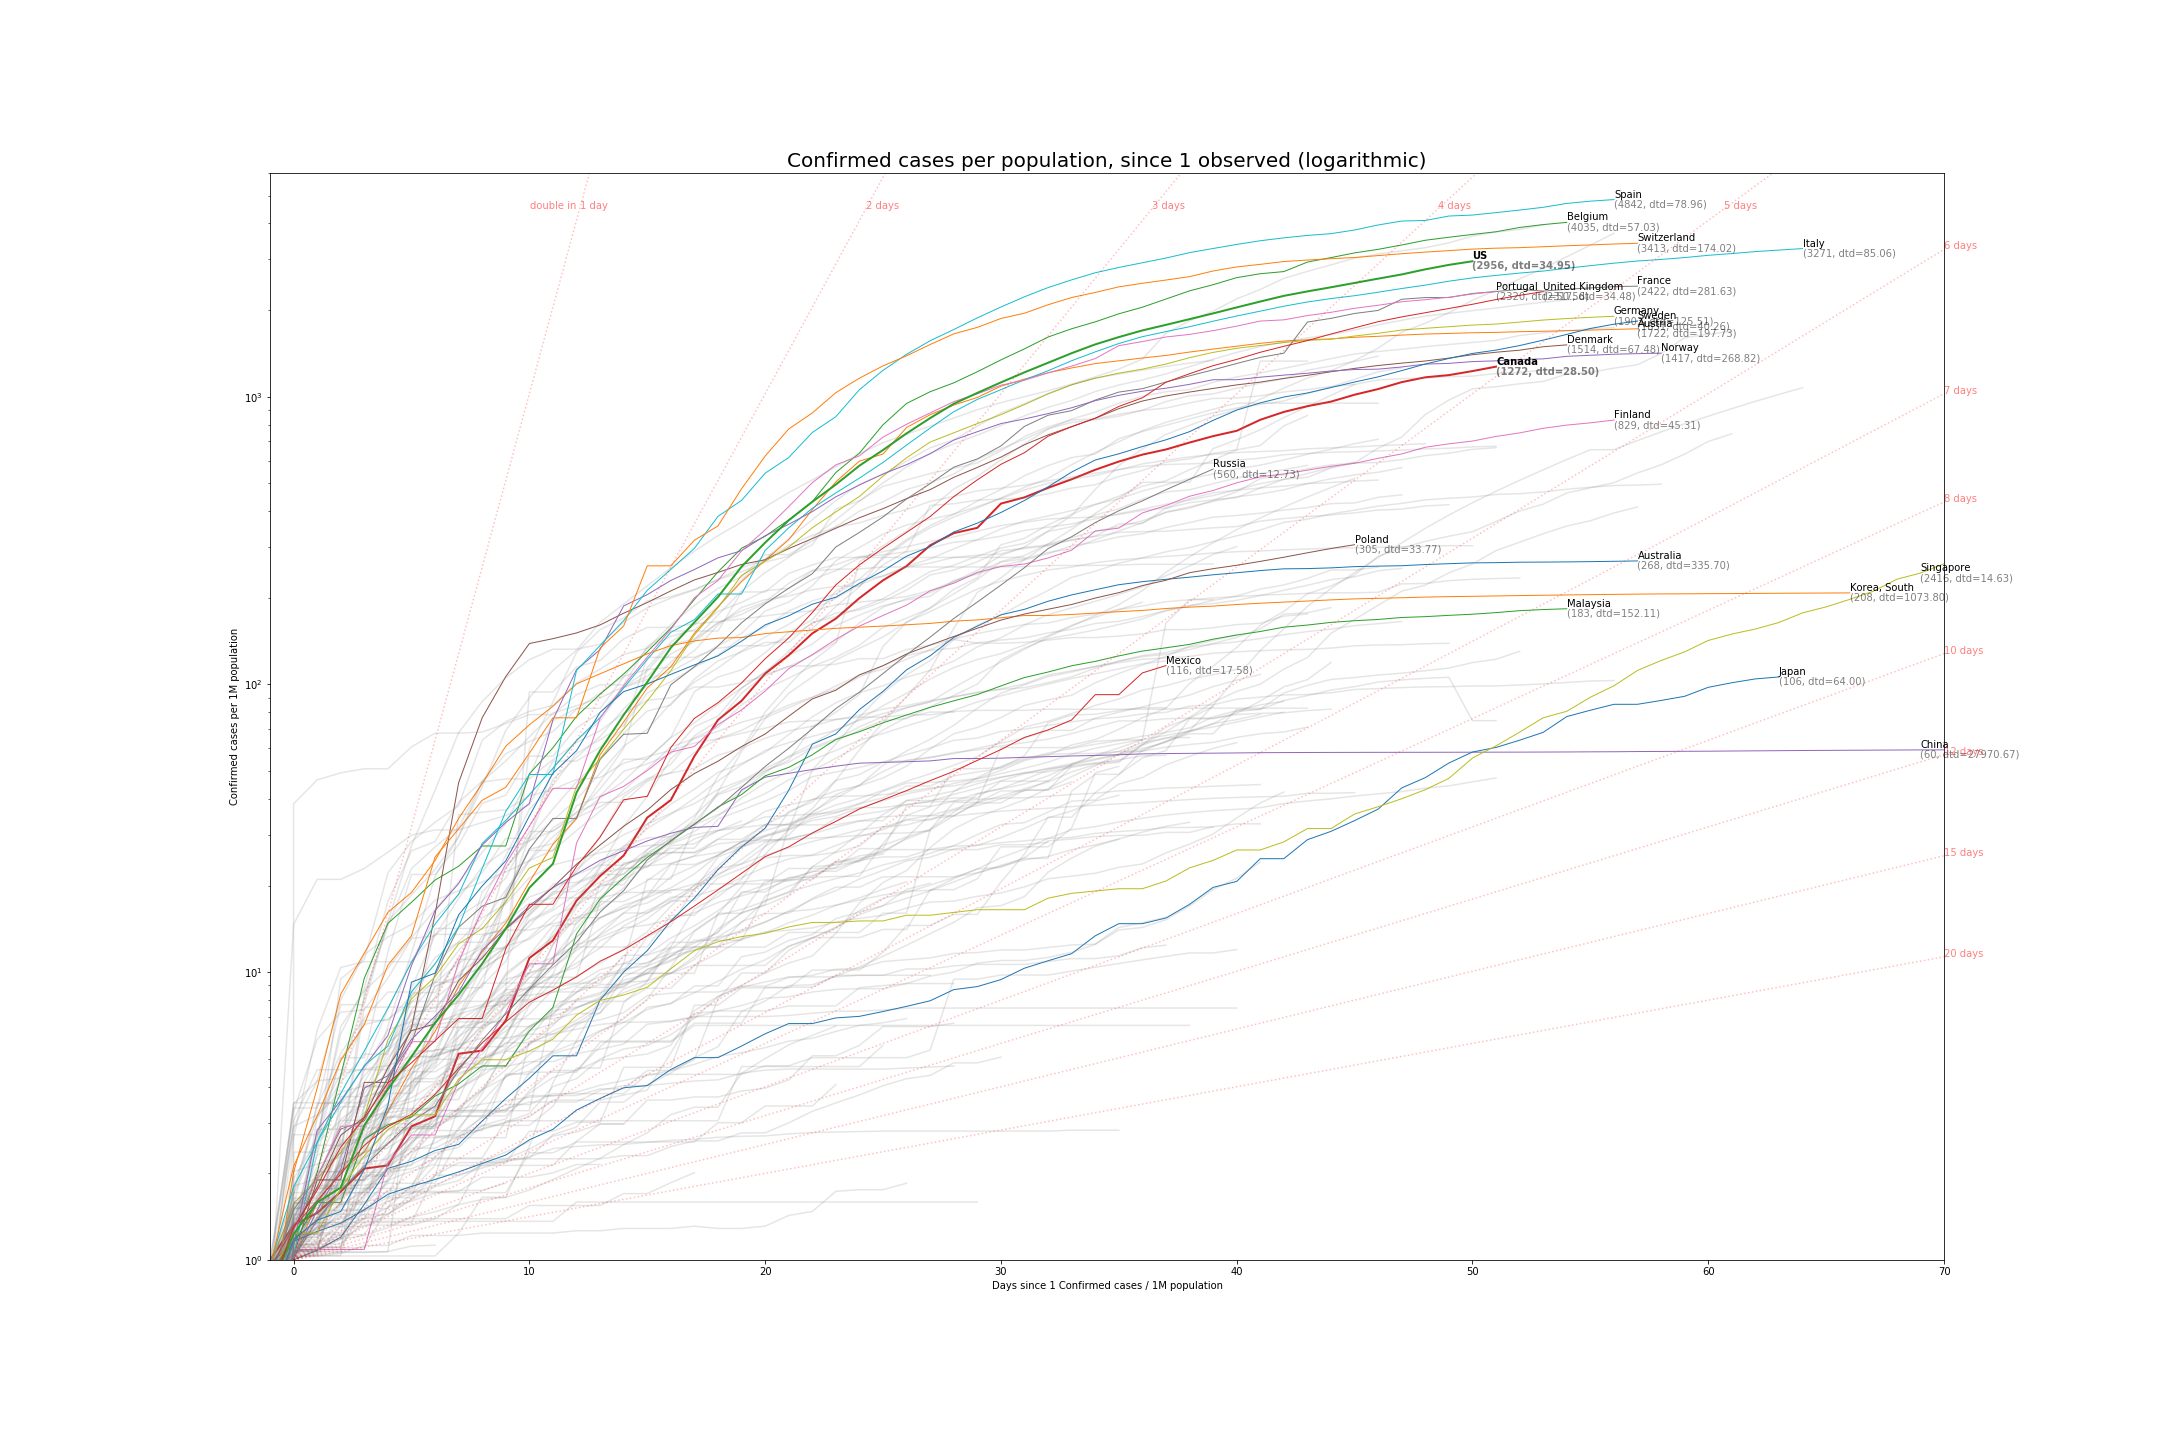 Confirmed cases per population, since 1 observed (logarithmic)
double in 1 day
2 days
3 days
4 days
5 days
6 days
7 days
8 days
10 days
15 days
20 days
Spain
(4842, dtd=78.96)
Belgium
(4035, dtd=57.03)
Switzerland
(3413, dtd=174.02)
Italy
(3271, dtd=85.06)
US
(2956, dtd=34.95)
France
(2422, dtd=281.63)
Portugal
United Kingdom
Germany
Sweden
Austria
(1722, dtd=197.73)
Denmark
(1514, dtd=67.48)
Norway
(1417, dtd=268.82)
Canada
(1272, dtd=28.50)
Finland
(829, dtd=45.31)
Russia
(560, dtd=12.73)
Poland
(305, dtd=33.77)
Australia
(268, dtd=335.70)
Singapore
(2416, dtd=14.63)
Korea, South
(208, dtd=1073.80)
Malaysia
(183, dtd=152.11)
Mexico
(116, dtd=17.58)
Japan
(106, dtd=64.00)
China
(60, dtd=27970.67)
Confirmed cases per 1M population
10³
10²
10¹
10⁰
0
10
20
30
40
50
60
70
Days since 1 Confirmed cases / 1M population